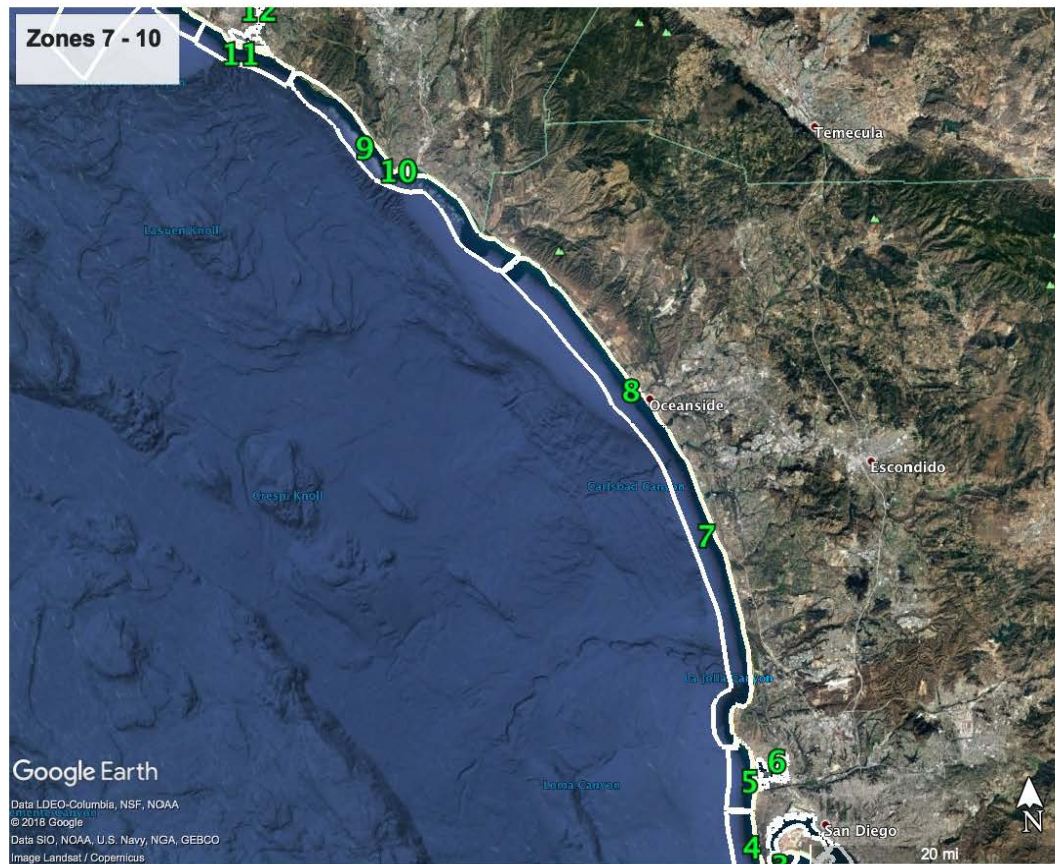 12
Zones 7 - 10
11
Temecula
9
10
Lasuen Knoll
8
Oceanside
Escondido
Carlsbad Canyon
Crespi Knoll
7
La Jolla Canyon
6
Google Earth
5
Loma Canyon
Data LDEO-Columbia, NSF, NOAA
© 2018 Google
San Diego
Data SIO, NOAA, U.S. Navy, NGA, GEBCO
4
N
20 mi
Image Landsat / Copernicus